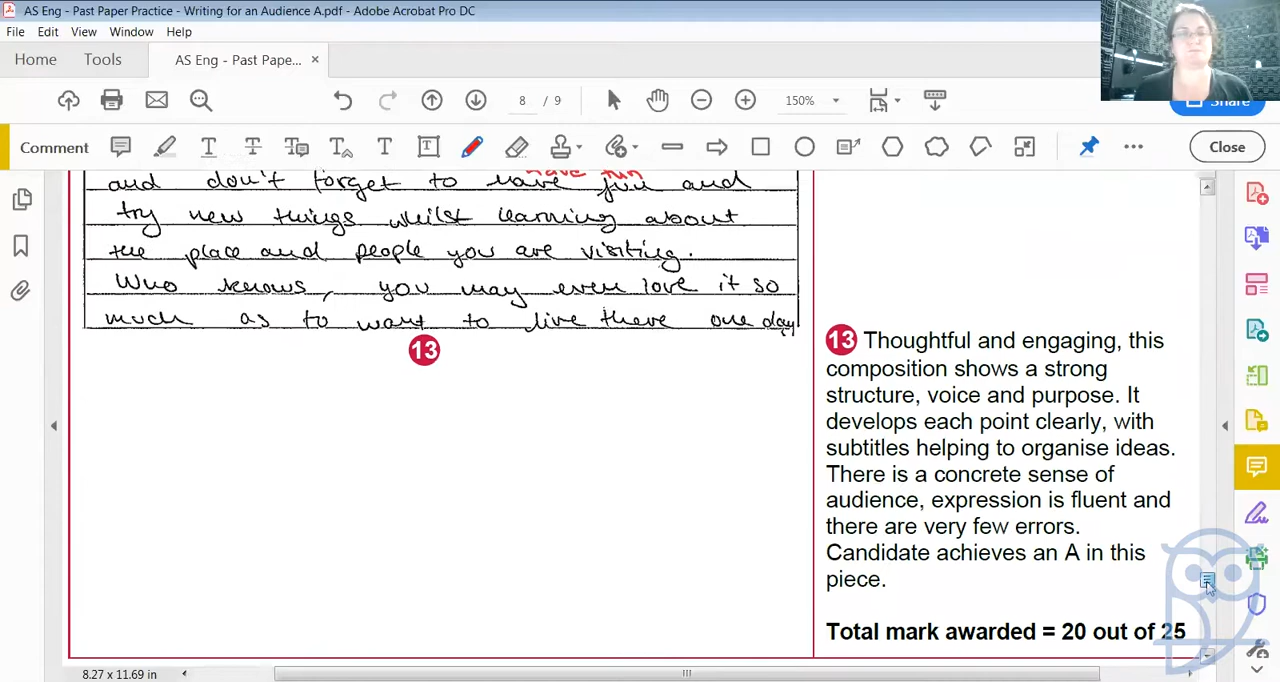 AS Eng - Past Paper Practice - Writing for an Audience A.pdf - Adobe Acrobat Pro DC
File Edit View Window Help
Home Tools AS Eng - Past Pape... ×
8 / 9 150% Share
Comment Close
have fun
and don't forget to have fun and
try new things whilst learning about
the place and people you are visiting.
Who knows, you may even love it so
much as to want to live there one day
13
13 Thoughtful and engaging, this
composition shows a strong
structure, voice and purpose. It
develops each point clearly, with
subtitles helping to organise ideas.
There is a concrete sense of
audience, expression is fluent and
there are very few errors.
Candidate achieves an A in this
piece.
Total mark awarded = 20 out of 25
8.27 x 11.69 in